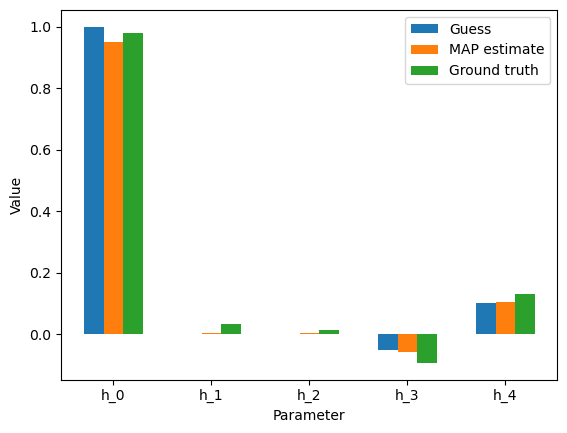 Guess
MAP estimate
Ground truth
1.0
0.8
0.6
0.4
0.2
0.0
Value
h_0 h_1 h_2 h_3 h_4
Parameter